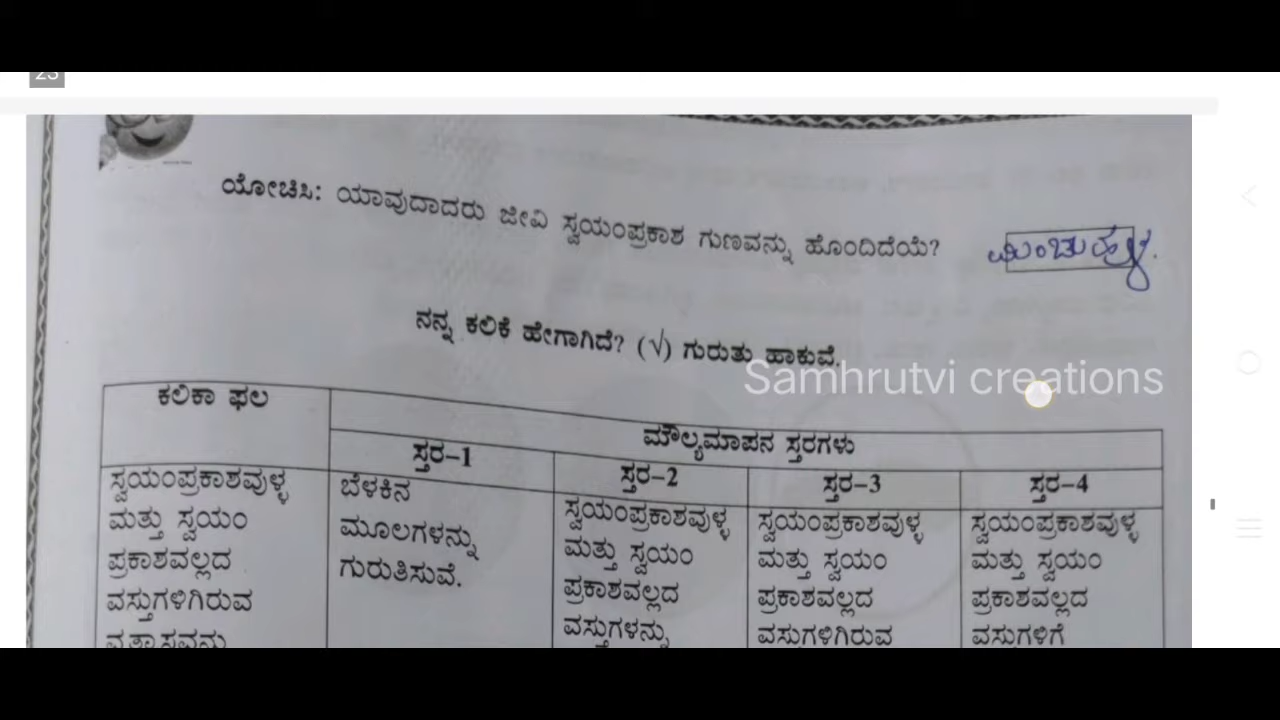 23
ಯೋಚಿಸಿ: ಯಾವುದಾದರು ಜೀವಿ ಸ್ವಯಂಪ್ರಕಾಶ ಗುಣವನ್ನು ಹೊಂದಿದೆಯೆ? ಮಿಂಚುಹುಳ.
ನನ್ನ ಕಲಿಕೆ ಹೇಗಾಗಿದೆ? (√) ಗುರುತು ಹಾಕುವೆ.
Samhrutvi creations
ಕಲಿಕಾ ಫಲ
ಮೌಲ್ಯಮಾಪನ ಸ್ತರಗಳು
ಸ್ತರ-1 ಸ್ತರ-2 ಸ್ತರ-3 ಸ್ತರ-4
ಸ್ವಯಂಪ್ರಕಾಶವುಳ್ಳ
ಮತ್ತು ಸ್ವಯಂ
ಪ್ರಕಾಶವಲ್ಲದ
ವಸ್ತುಗಳಿಗಿರುವ
ವ್ಯತ್ಯಾಸವನ್ನು
ಬೆಳಕಿನ
ಮೂಲಗಳನ್ನು
ಗುರುತಿಸುವೆ.
ಸ್ವಯಂಪ್ರಕಾಶವುಳ್ಳ
ಮತ್ತು ಸ್ವಯಂ
ಪ್ರಕಾಶವಲ್ಲದ
ವಸ್ತುಗಳನ್ನು
ಸ್ವಯಂಪ್ರಕಾಶವುಳ್ಳ
ಮತ್ತು ಸ್ವಯಂ
ಪ್ರಕಾಶವಲ್ಲದ
ವಸ್ತುಗಳಿಗಿರುವ
ಸ್ವಯಂಪ್ರಕಾಶವುಳ್ಳ
ಮತ್ತು ಸ್ವಯಂ
ಪ್ರಕಾಶವಲ್ಲದ
ವಸ್ತುಗಳಿಗೆ